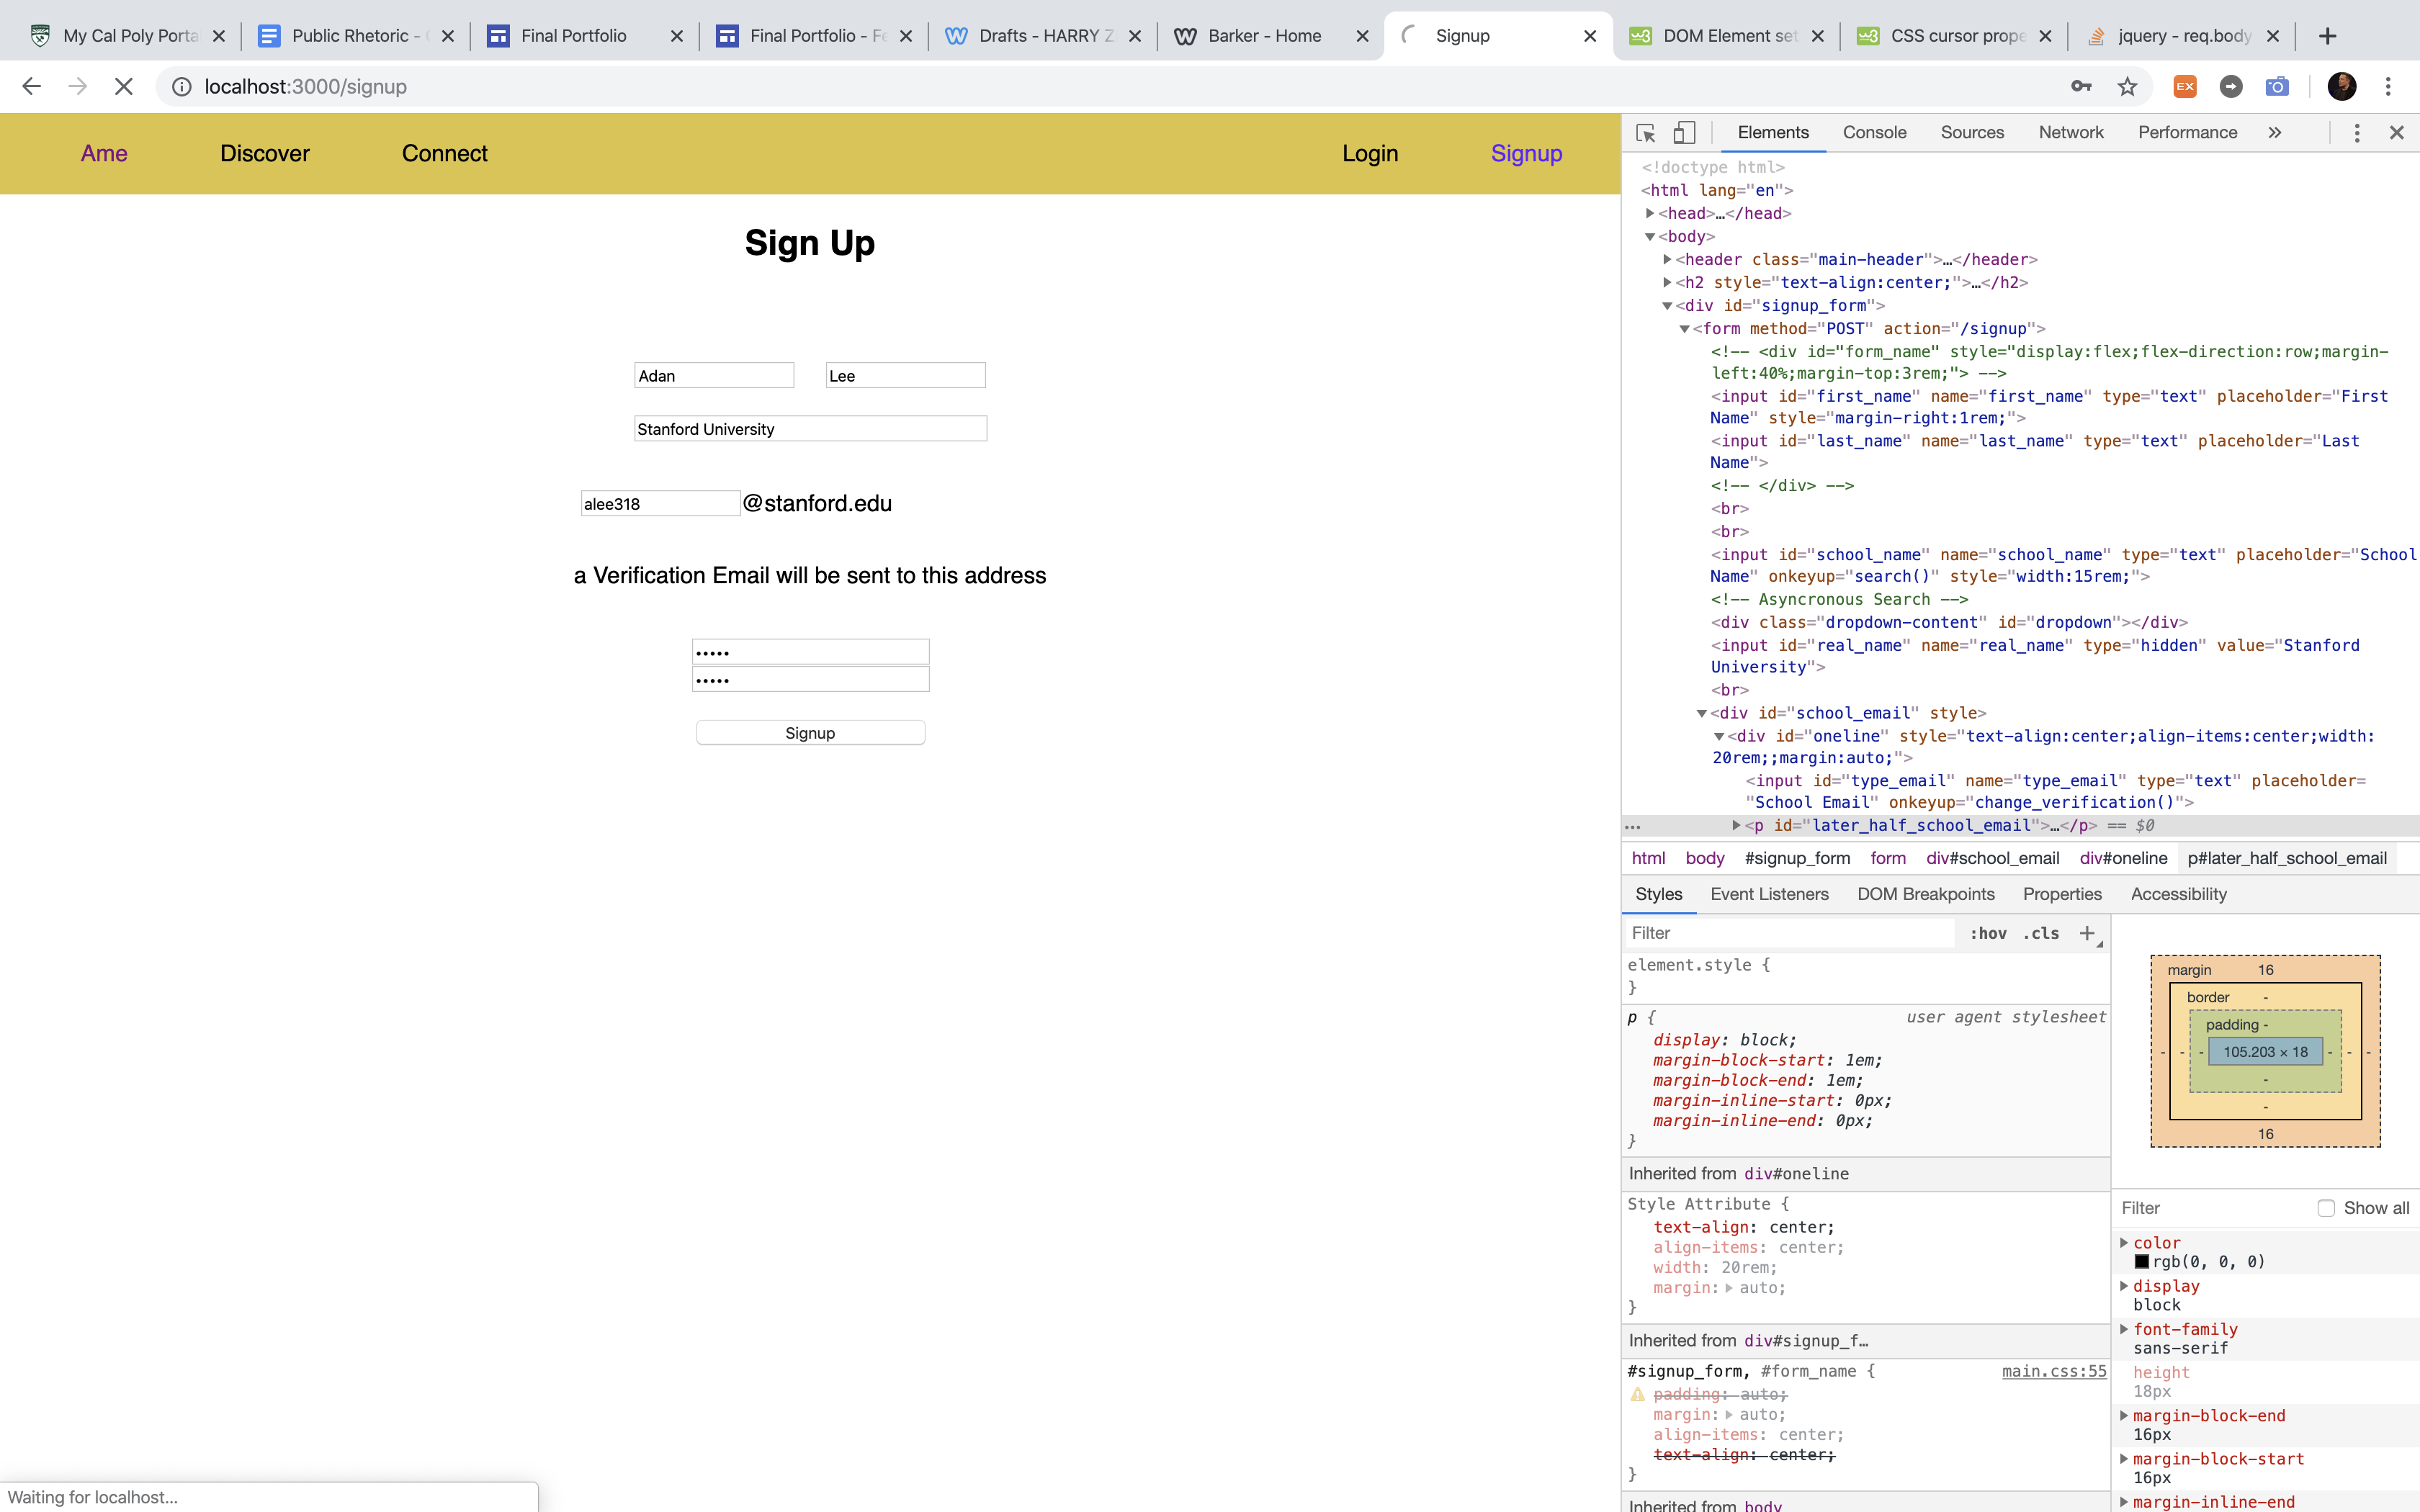 My Cal Poly Porta
Public Rhetoric -
Final Portfolio
Final Portfolio - Fe
Drafts - HARRY Z
Barker - Home
Signup
DOM Element set
CSS cursor prope
jquery - req.body
localhost:3000/signup
EX
Ame
Discover
Connect
Login
Signup
Sign Up
Adan
Lee
Stanford University
alee318 @stanford.edu
a Verification Email will be sent to this address
•••••
•••••
Signup
Waiting for localhost...
Elements Console Sources Network Performance »
<!doctype html>
<html lang="en">
<head>…</head>
<body>
<header class="main-header">…</header>
<h2 style="text-align:center;">…</h2>
<div id="signup_form">
<form method="POST" action="/signup">
<!-- <div id="form_name" style="display:flex;flex-direction:row;margin-
left:40%;margin-top:3rem;"> -->
<input id="first_name" name="first_name" type="text" placeholder="First
Name" style="margin-right:1rem;">
<input id="last_name" name="last_name" type="text" placeholder="Last
Name">
<!-- </div> -->
<br>
<br>
<input id="school_name" name="school_name" type="text" placeholder="School
Name" onkeyup="search()" style="width:15rem;">
<!-- Asyncronous Search -->
<div class="dropdown-content" id="dropdown"></div>
<input id="real_name" name="real_name" type="hidden" value="Stanford
University">
<br>
<div id="school_email" style>
<div id="oneline" style="text-align:center;align-items:center;width:
20rem;;margin:auto;">
<input id="type_email" name="type_email" type="text" placeholder=
"School Email" onkeyup="change_verification()">
… <p id="later_half_school_email">…</p> == $0
html body #signup_form form div#school_email div#oneline p#later_half_school_email
Styles Event Listeners DOM Breakpoints Properties Accessibility
Filter :hov .cls +
element.style {
}
p { user agent stylesheet
display: block;
margin-block-start: 1em;
margin-block-end: 1em;
margin-inline-start: 0px;
margin-inline-end: 0px;
}
Inherited from div#oneline
Style Attribute {
text-align: center;
align-items: center;
width: 20rem;
margin: auto;
}
Inherited from div#signup_f…
#signup_form, #form_name { main.css:55
padding: auto;
margin: auto;
align-items: center;
text-align: center;
}
Inherited from body
margin 16
border -
padding -
- - - 105.203 × 18 - - -
-
-
16
Filter Show all
color
rgb(0, 0, 0)
display
block
font-family
sans-serif
height
18px
margin-block-end
16px
margin-block-start
16px
margin-inline-end